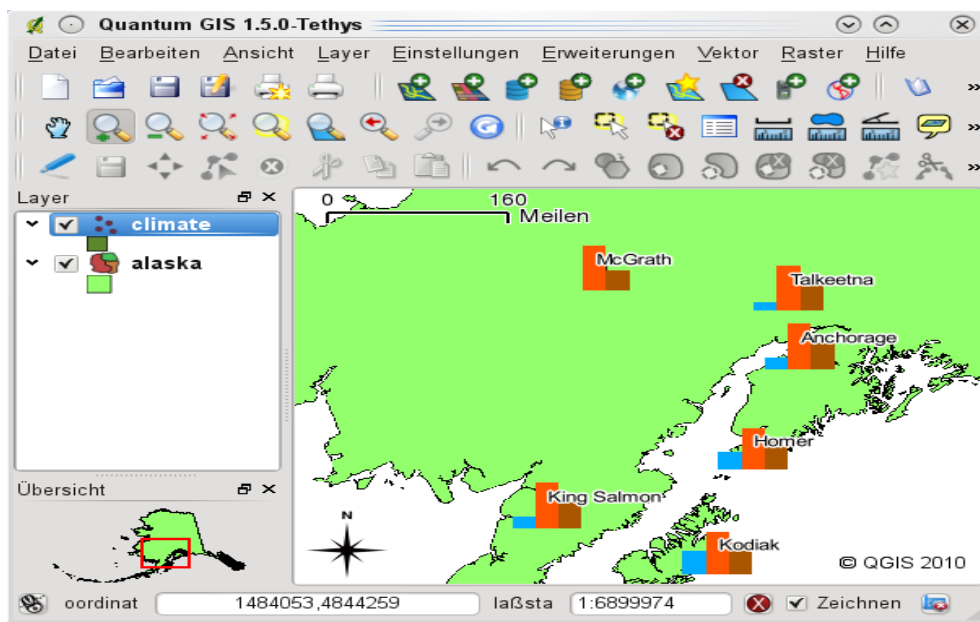 Quantum GIS 1.5.0-Tethys
Datei Bearbeiten Ansicht Layer Einstellungen Erweiterungen Vektor Raster Hilfe
Layer
climate
alaska
0 160
Meilen
McGrath
Talkeetna
Anchorage
Homer
King Salmon
Kodiak
© QGIS 2010
Übersicht
N
oordinat 1484053,4844259 laßsta 1:6899974 Zeichnen